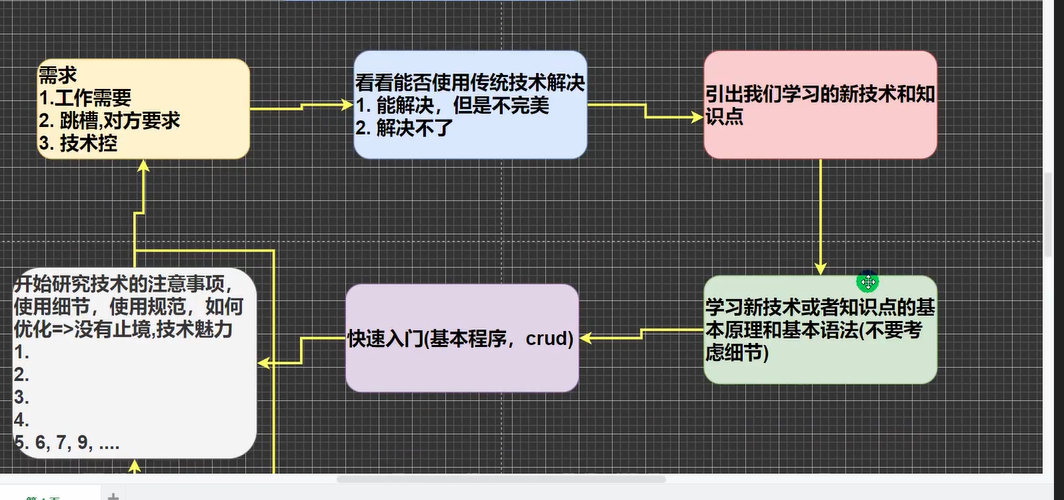 需求
1.工作需要
2. 跳槽,对方要求
3. 技术控
看看能否使用传统技术解决
1. 能解决，但是不完美
2. 解决不了
引出我们学习的新技术和知
识点
学习新技术或者知识点的基
本原理和基本语法(不要考
虑细节)
快速入门(基本程序，crud)
开始研究技术的注意事项，
使用细节，使用规范，如何
优化=>没有止境,技术魅力
1.
2.
3.
4.
5. 6, 7, 9, ....